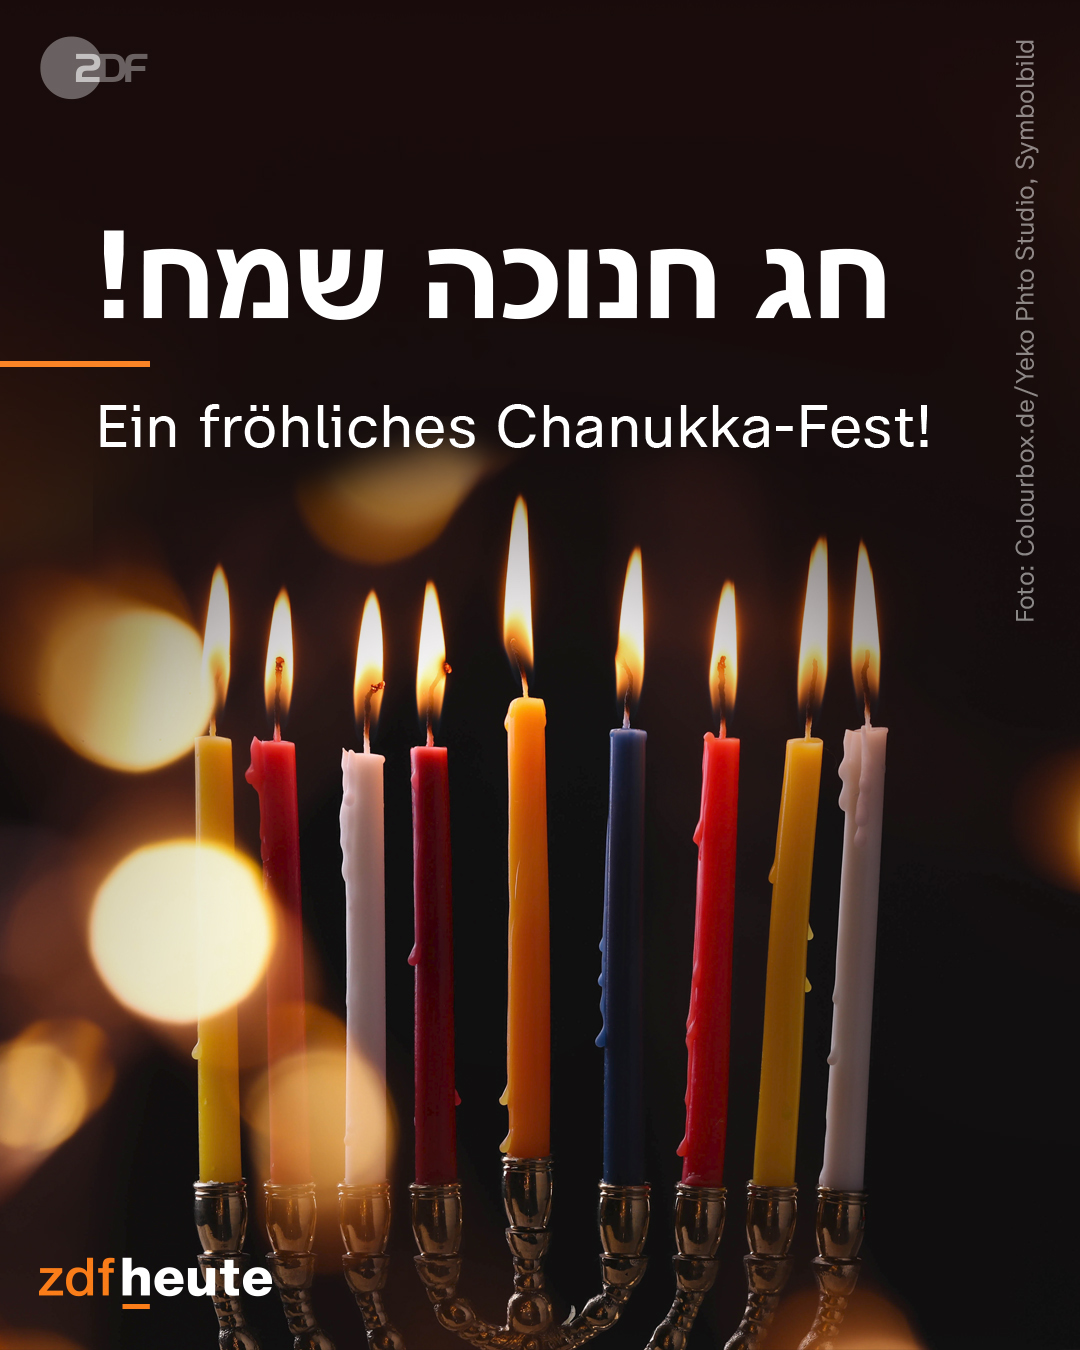 ZDF
חג חנוכה שמח!
Ein fröhliches Chanukka-Fest!
Foto: Colourbox.de/Yeko Phto Studio, Symbolbild
zdfheute